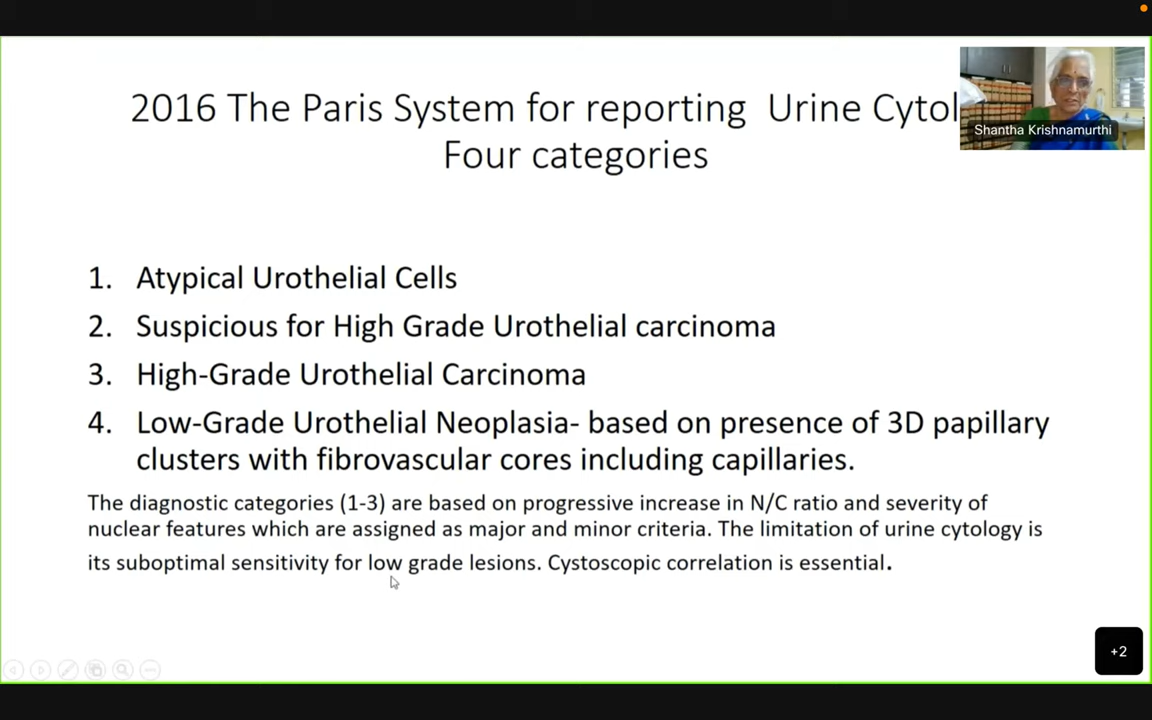 2016 The Paris System for reporting Urine Cytol
Four categories
Shantha Krishnamurthi
1. Atypical Urothelial Cells
2. Suspicious for High Grade Urothelial carcinoma
3. High-Grade Urothelial Carcinoma
4. Low-Grade Urothelial Neoplasia- based on presence of 3D papillary
clusters with fibrovascular cores including capillaries.
The diagnostic categories (1-3) are based on progressive increase in N/C ratio and severity of
nuclear features which are assigned as major and minor criteria. The limitation of urine cytology is
its suboptimal sensitivity for low grade lesions. Cystoscopic correlation is essential.
+2